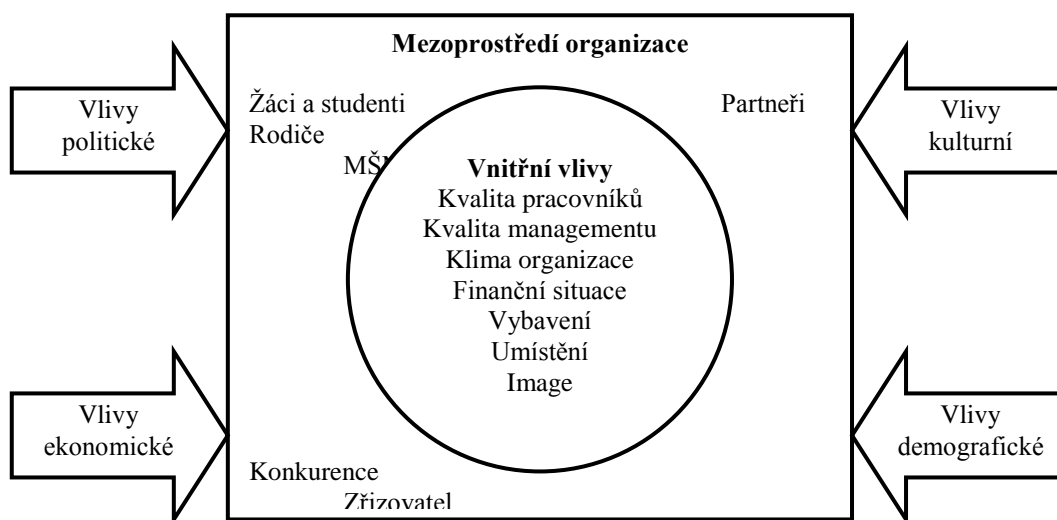 Mezoprostředí organizace
Vlivy
politické
Žáci a studenti
Rodiče
Partneři
Vlivy
kulturní
Vnitřní vlivy
Kvalita pracovníků
Kvalita managementu
Klima organizace
Finanční situace
Vybavení
Umístění
Image
Vlivy
ekonomické
Vlivy
demografické
Konkurence
Zřizovatel